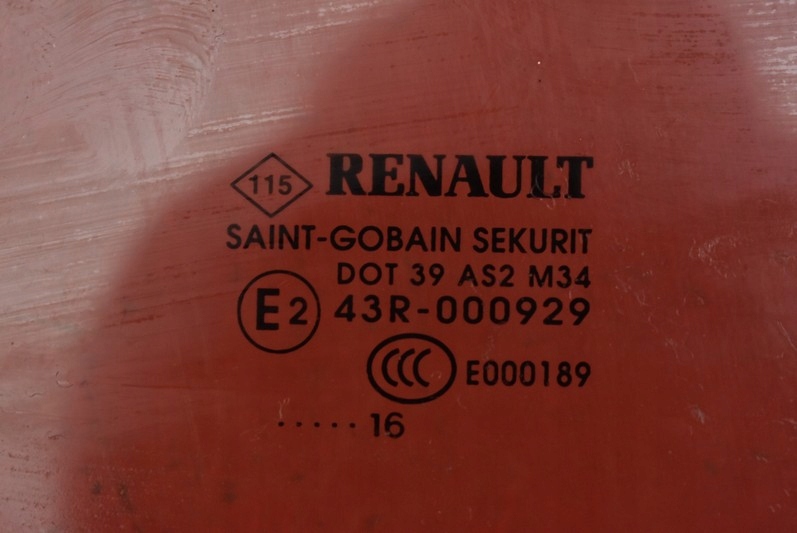 115 RENAULT
SAINT-GOBAIN SEKURIT
DOT 39 AS2 M34
E2 43R-000929
CCC E000189
.....16